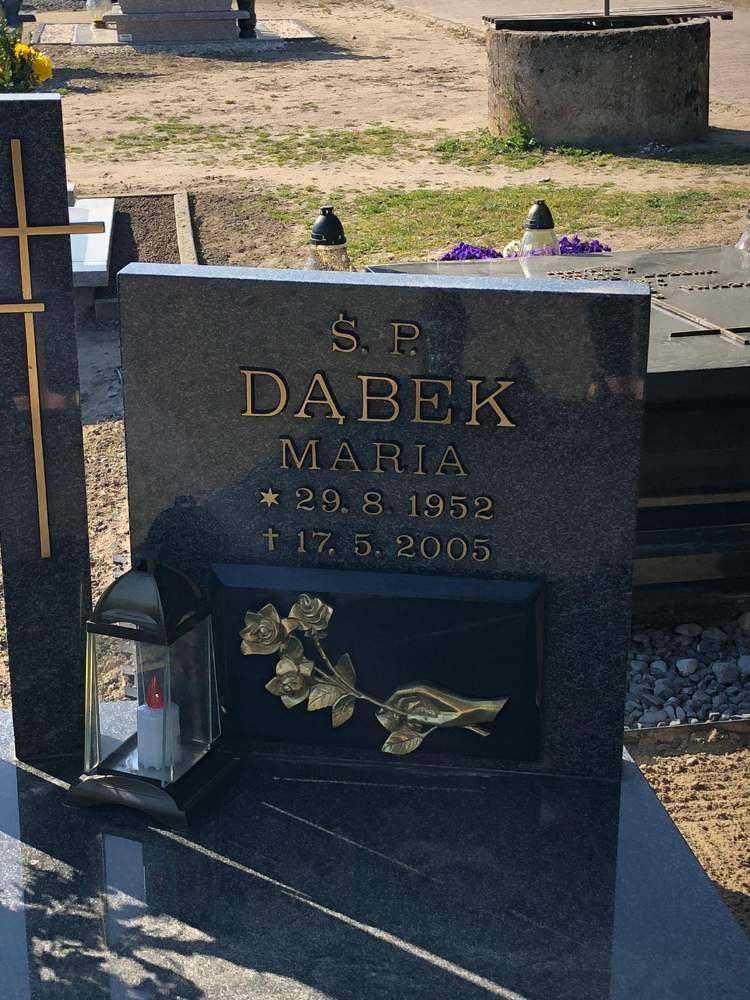 Ś. P.
DĄBEK
MARIA
* 29. 8. 1952
† 17. 5. 2005